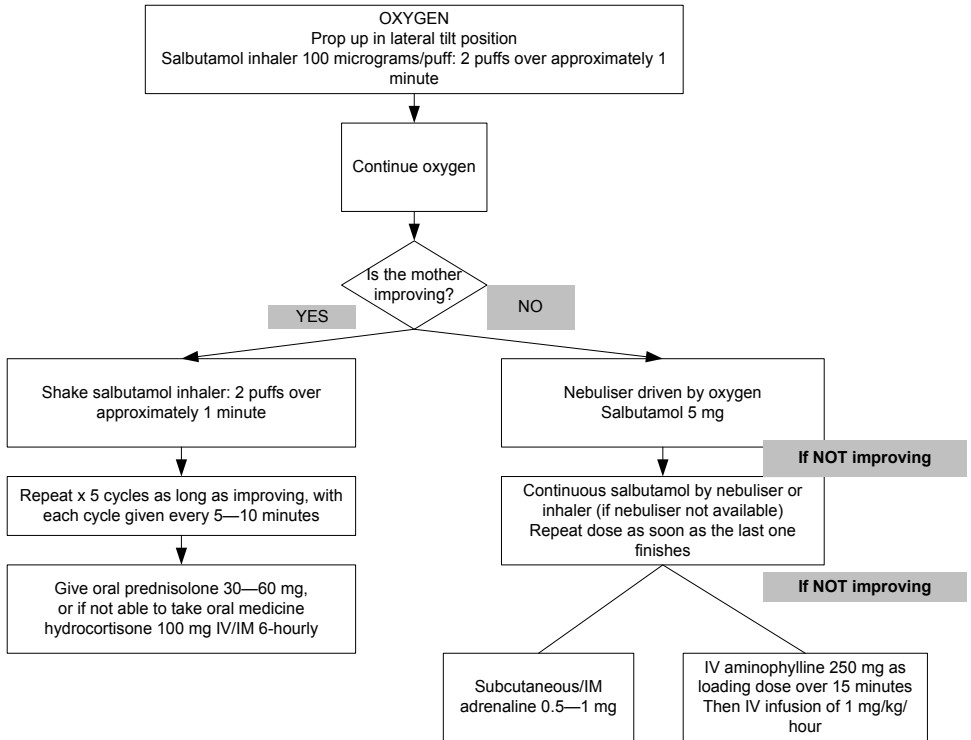 OXYGEN
Prop up in lateral tilt position
Salbutamol inhaler 100 micrograms/puff: 2 puffs over approximately 1
minute
Continue oxygen
Is the mother
improving?
YES
NO
Shake salbutamol inhaler: 2 puffs over
approximately 1 minute
Nebuliser driven by oxygen
Salbutamol 5 mg
If NOT improving
Repeat x 5 cycles as long as improving, with
each cycle given every 5—10 minutes
Continuous salbutamol by nebuliser or
inhaler (if nebuliser not available)
Repeat dose as soon as the last one
finishes
If NOT improving
Give oral prednisolone 30—60 mg,
or if not able to take oral medicine
hydrocortisone 100 mg IV/IM 6-hourly
Subcutaneous/IM
adrenaline 0.5—1 mg
IV aminophylline 250 mg as
loading dose over 15 minutes
Then IV infusion of 1 mg/kg/
hour